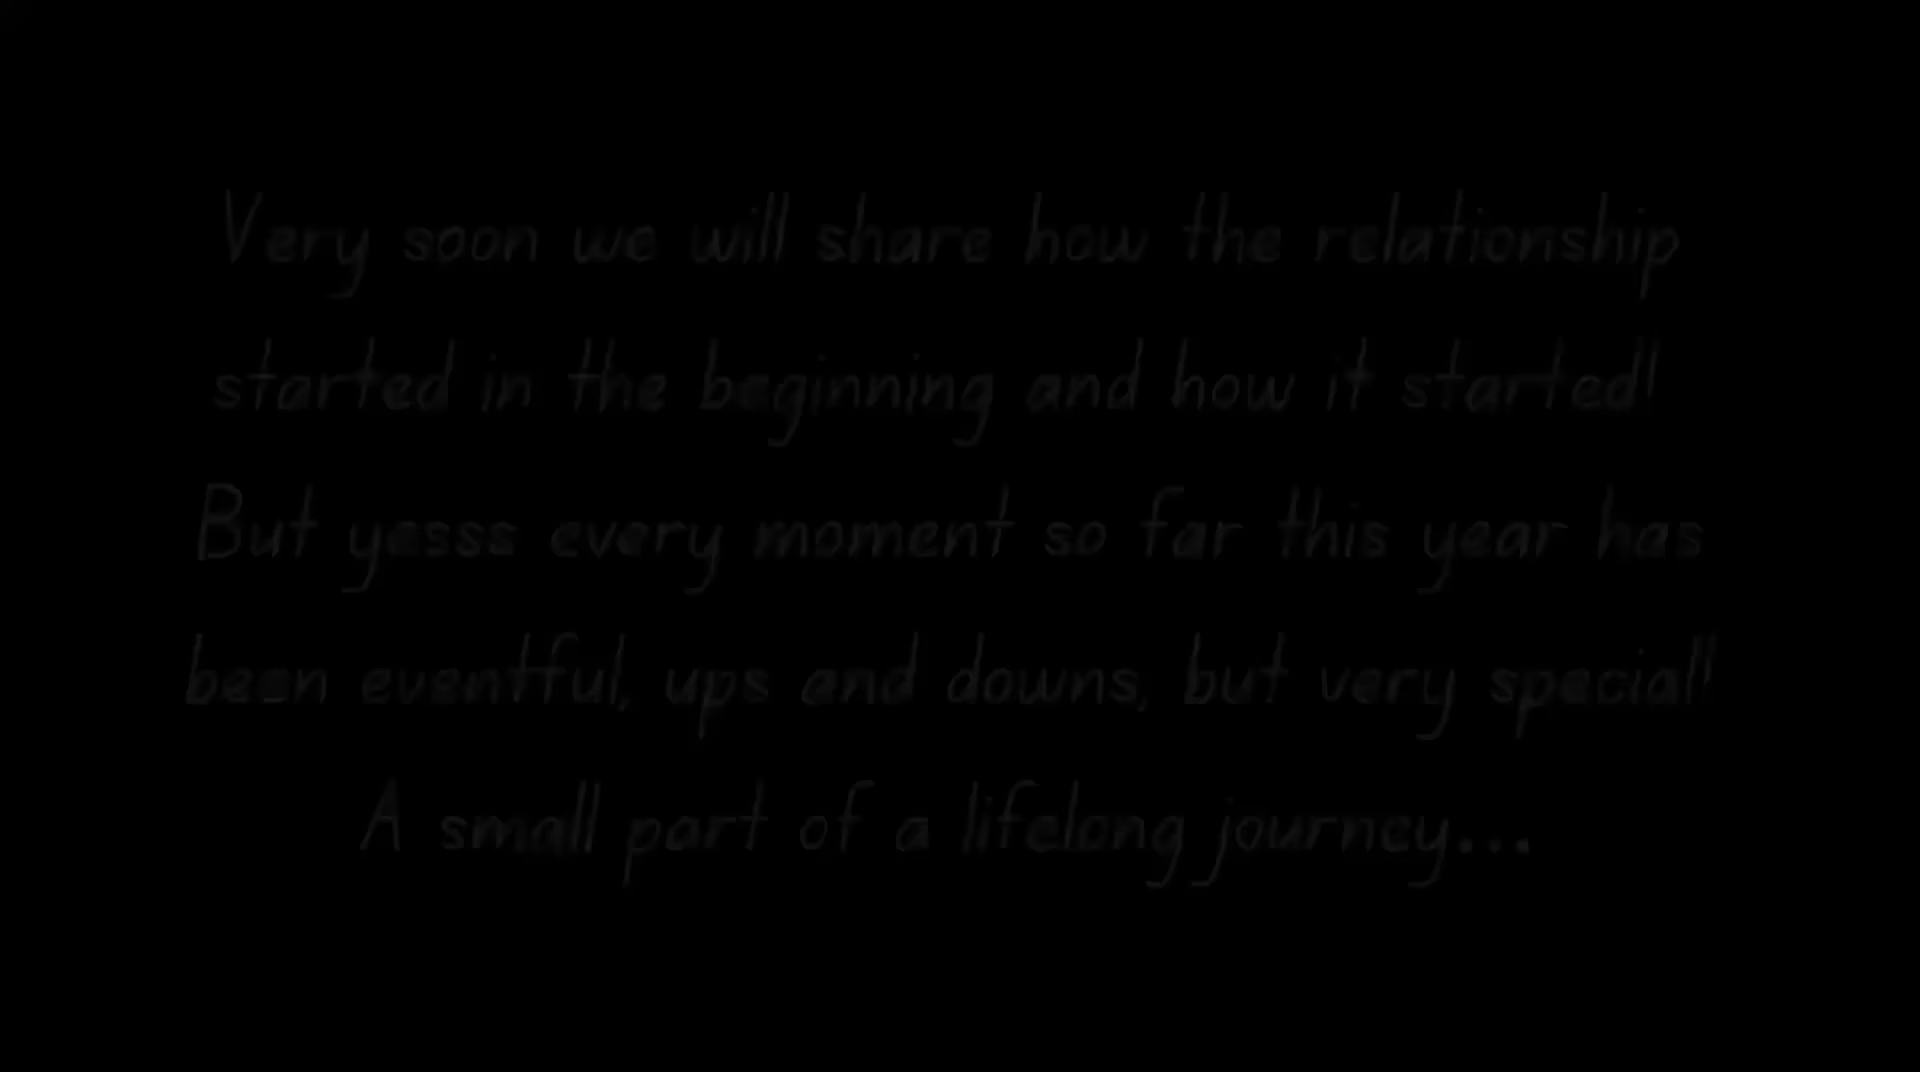 Very soon we will share how the relationship
started in the beginning and how it started!
But yesss every moment so far this year has
been eventful, ups and downs, but very special!
A small part of a lifelong journey...